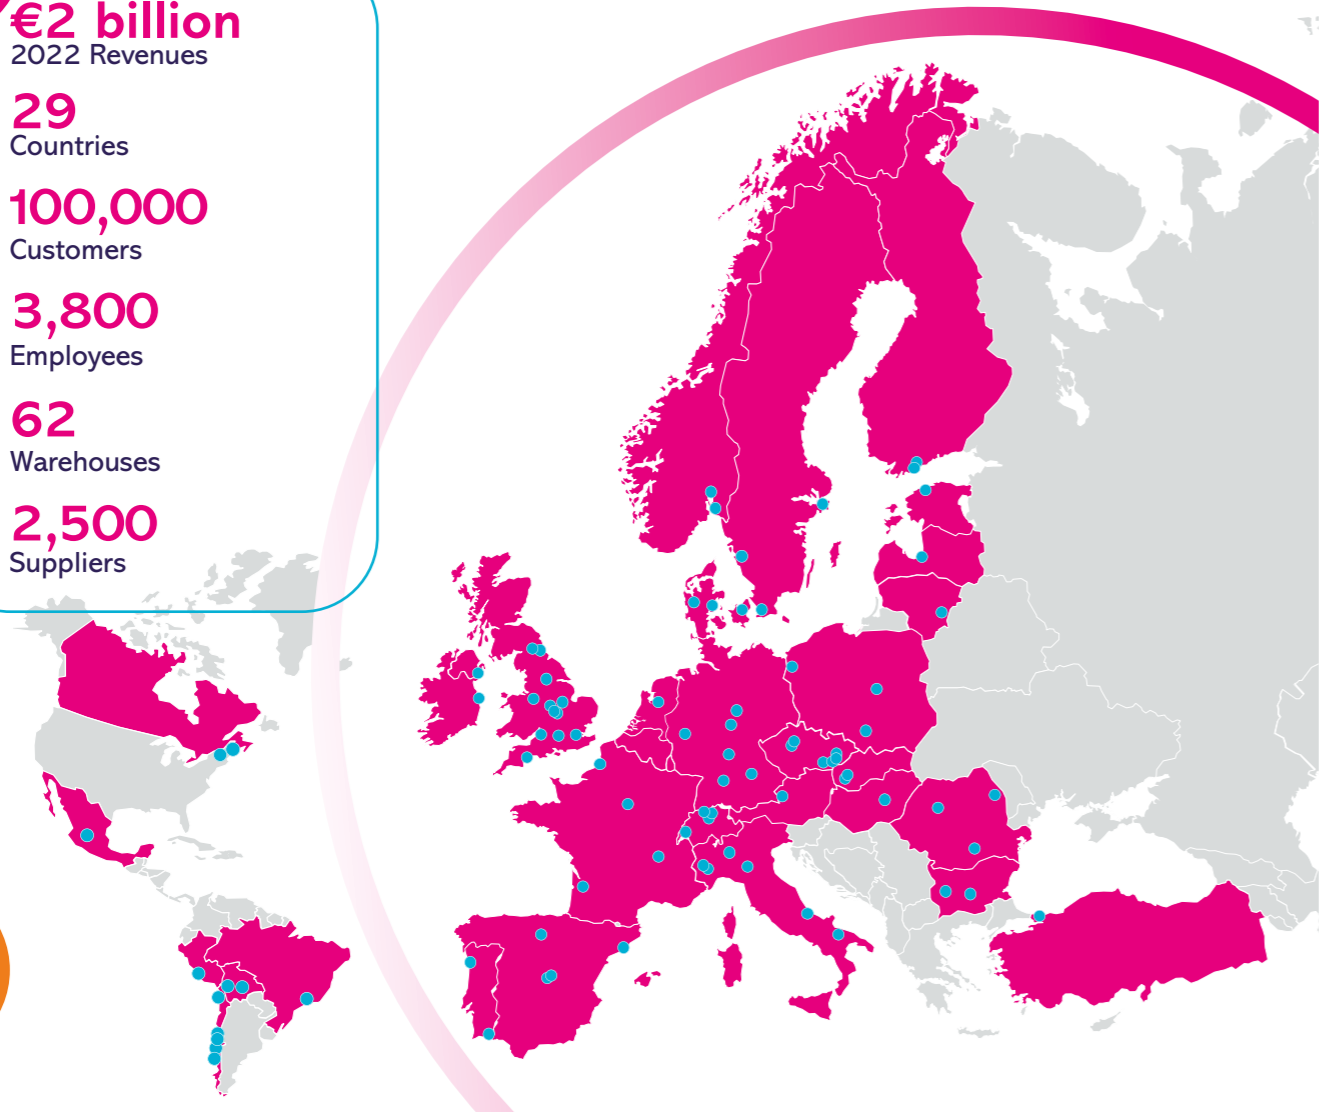 €2 billion
2022 Revenues
29
Countries
100,000
Customers
3,800
Employees
62
Warehouses
2,500
Suppliers